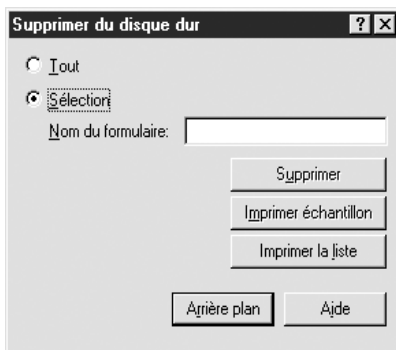 Supprimer du disque dur
Tout
Sélection
Nom du formulaire:
Supprimer
Imprimer échantillon
Imprimer la liste
Arrière plan Aide